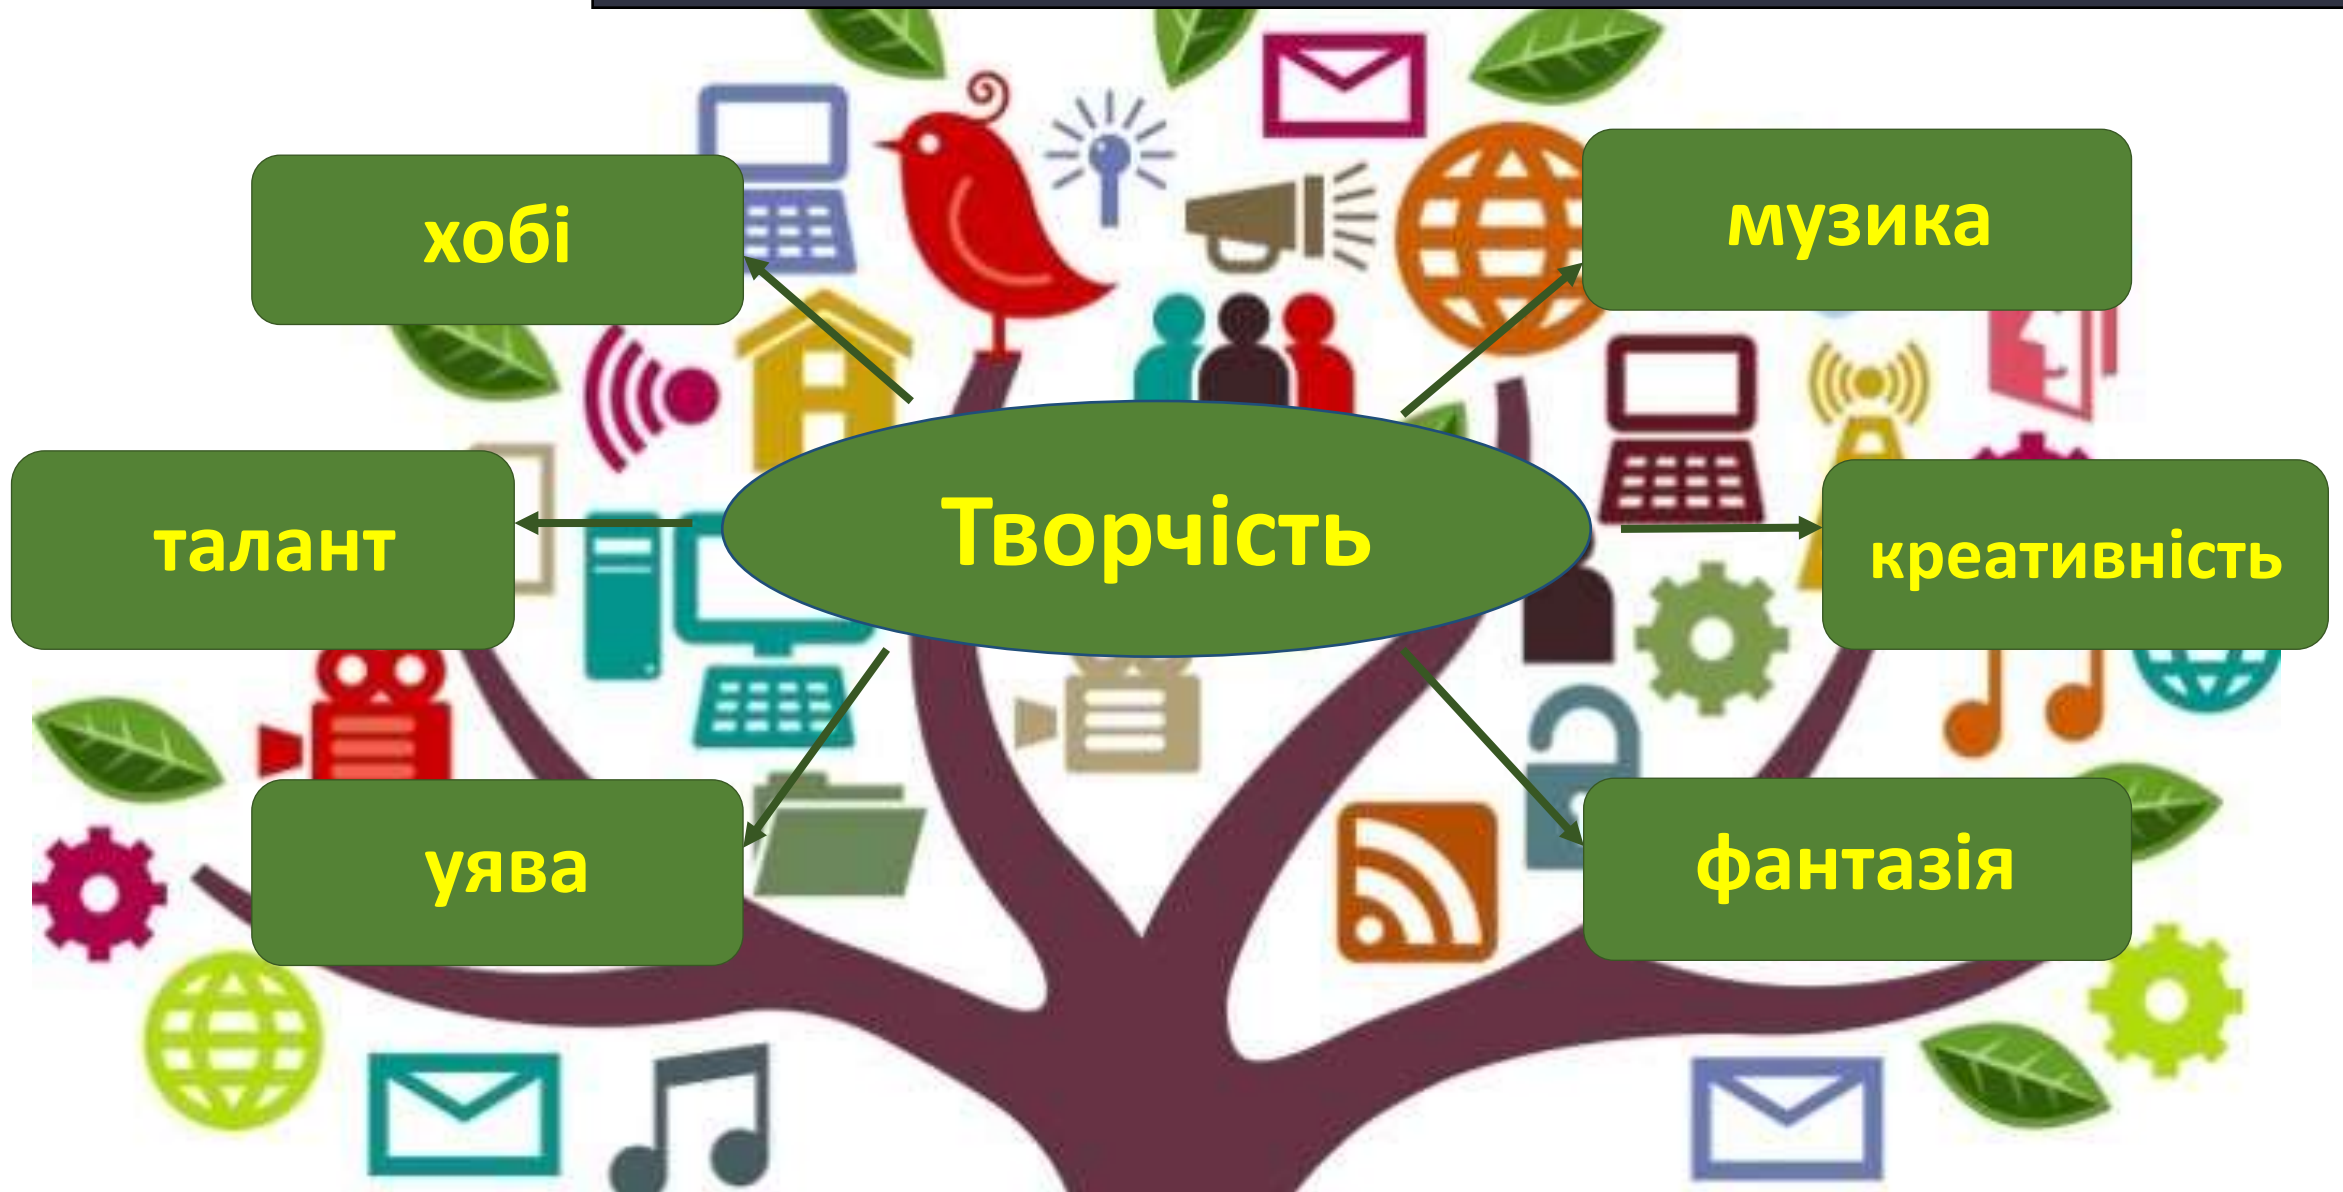 хобі
музика
Творчість
талант
креативність
уява
фантазія